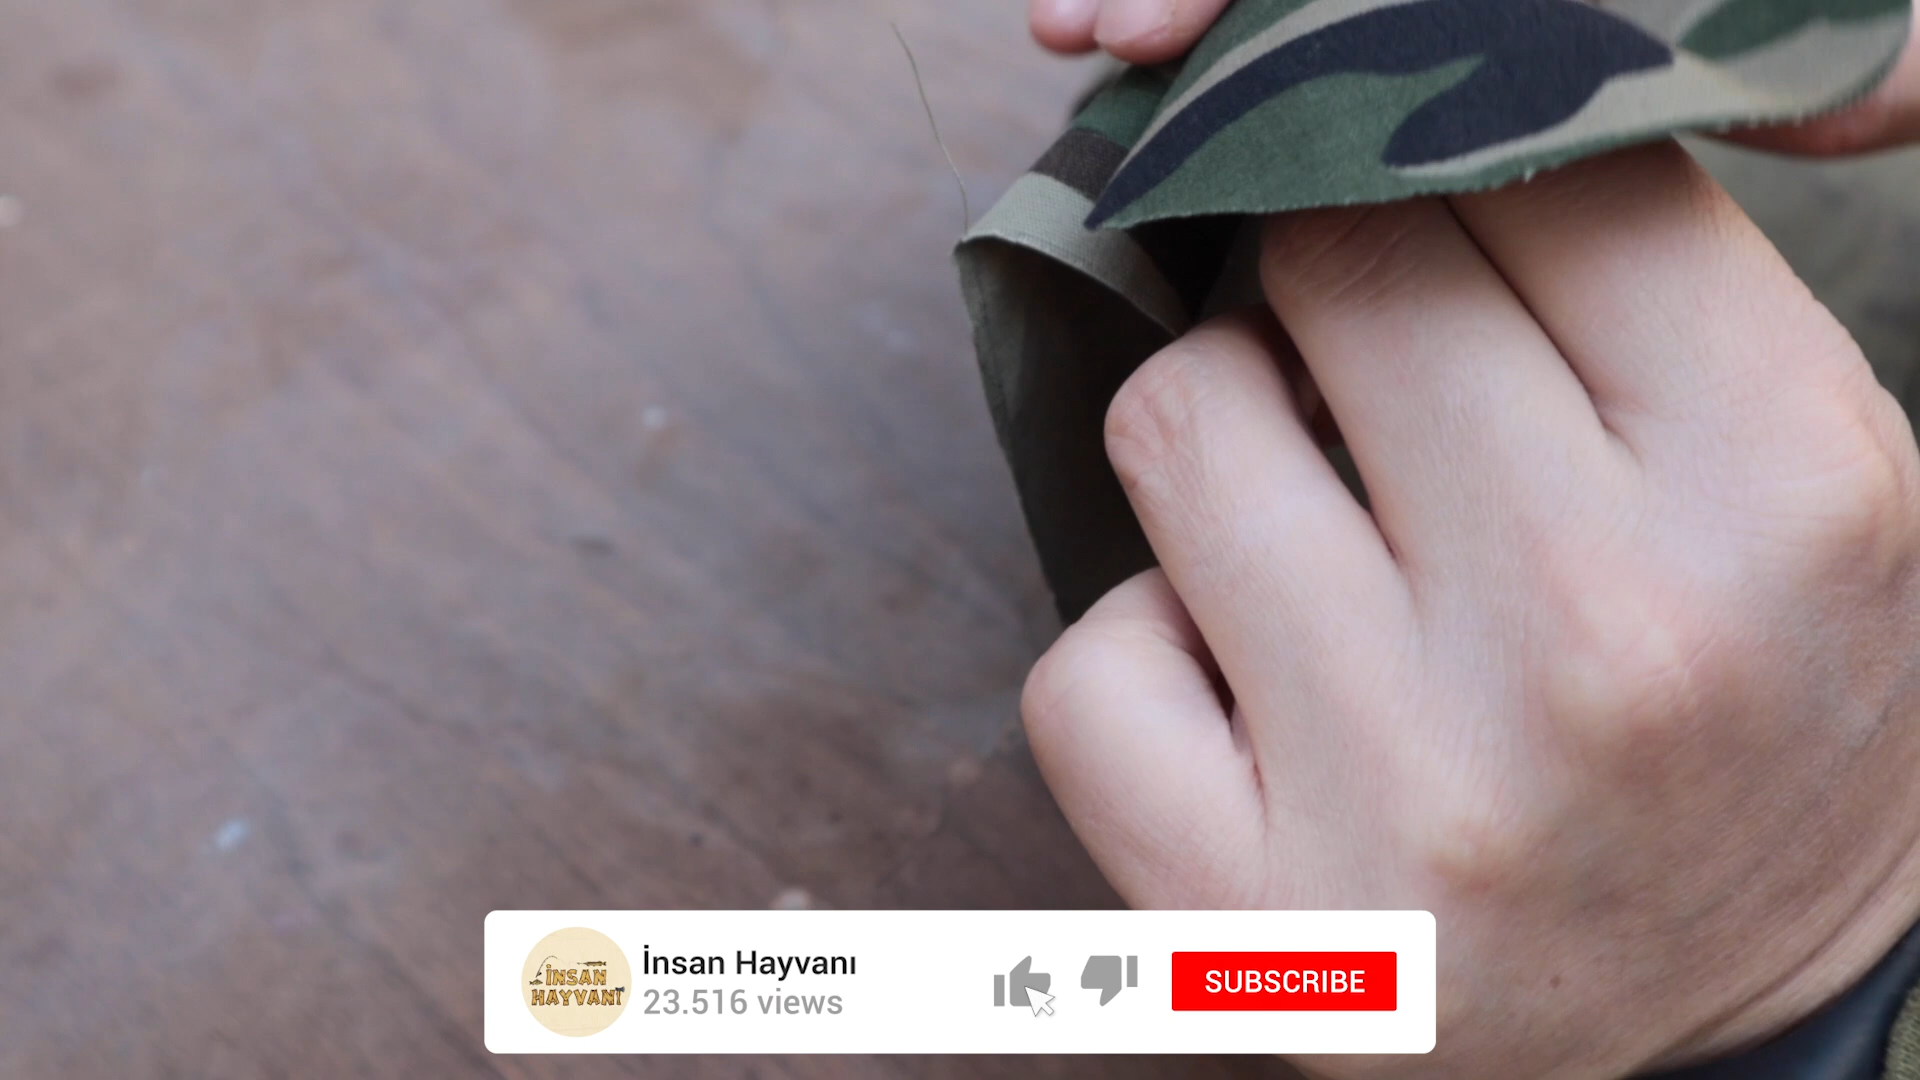 İNSAN
HAYVANI
İnsan Hayvanı
23.516 views
SUBSCRIBE